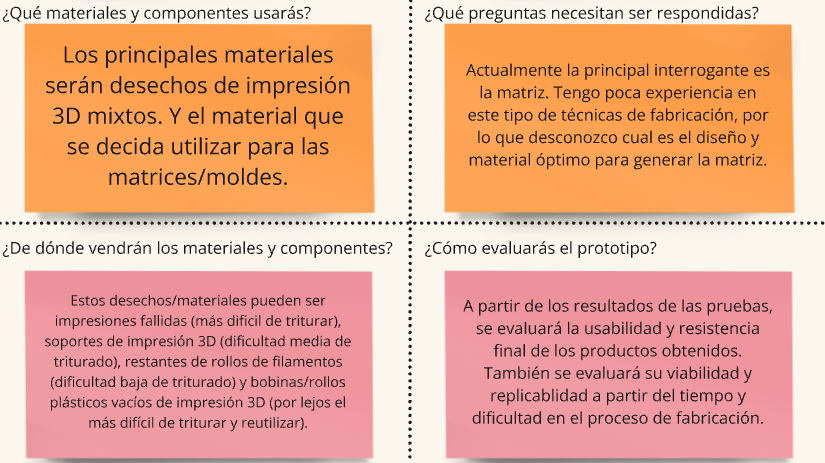 ¿Qué materiales y componentes usarás?
Los principales materiales
serán desechos de impresión
3D mixtos. Y el material que
se decida utilizar para las
matrices/moldes.
¿Qué preguntas necesitan ser respondidas?
Actualmente la principal interrogante es
la matriz. Tengo poca experiencia en
este tipo de técnicas de fabricación, por
lo que desconozco cual es el diseño y
material óptimo para generar la matriz.
¿De dónde vendrán los materiales y componentes?
Estos desechos/materiales pueden ser
impresiones fallidas (más dificil de triturar),
soportes de impresión 3D (dificultad media de
triturado), restantes de rollos de filamentos
(dificultad baja de triturado) y bobinas/rollos
plásticos vacíos de impresión 3D (por lejos el
más difícil de triturar y reutilizar).
¿Cómo evaluarás el prototipo?
A partir de los resultados de las pruebas,
se evaluará la usabilidad y resistencia
final de los productos obtenidos.
También se evaluará su viabilidad y
replicablidad a partir del tiempo y
dificultad en el proceso de fabricación.